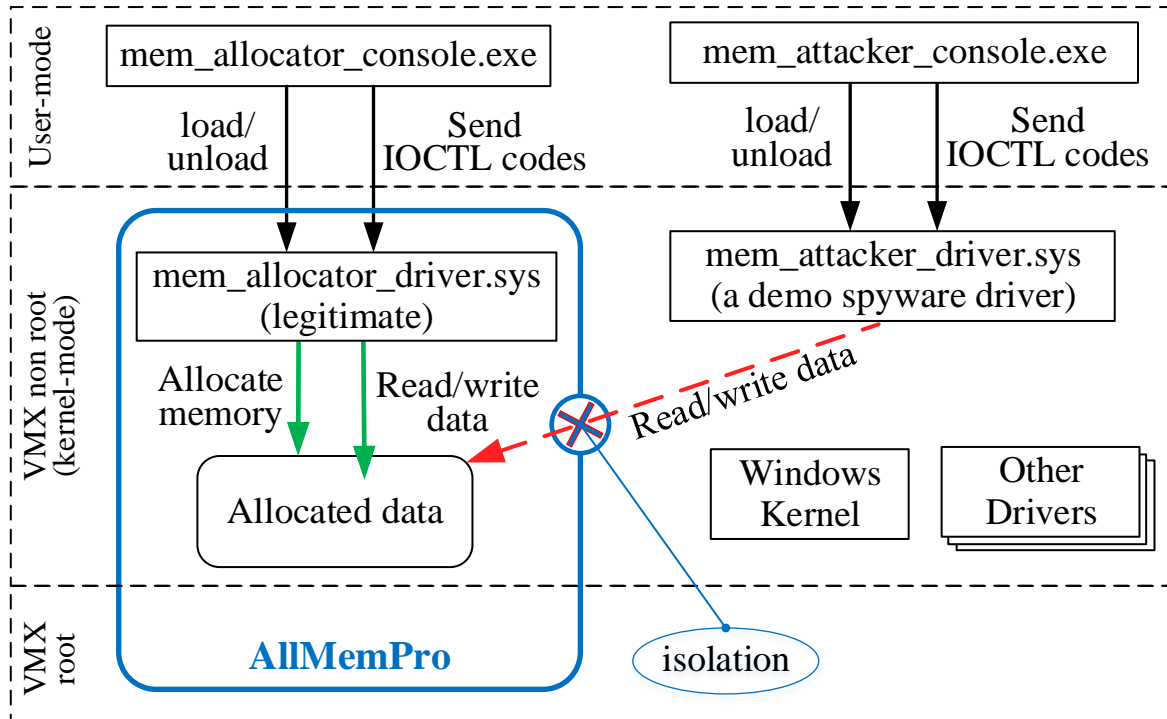 User-mode
mem_allocator_console.exe
mem_attacker_console.exe
load/
unload
Send
IOCTL codes
load/
unload
Send
IOCTL codes
VMX non root
(kernel-mode)
mem_allocator_driver.sys
(legitimate)
mem_attacker_driver.sys
(a demo spyware driver)
Allocate
memory
Read/write
data
Read/write data
Allocated data
Windows
Kernel
Other
Drivers
VMX
root
AllMemPro
isolation